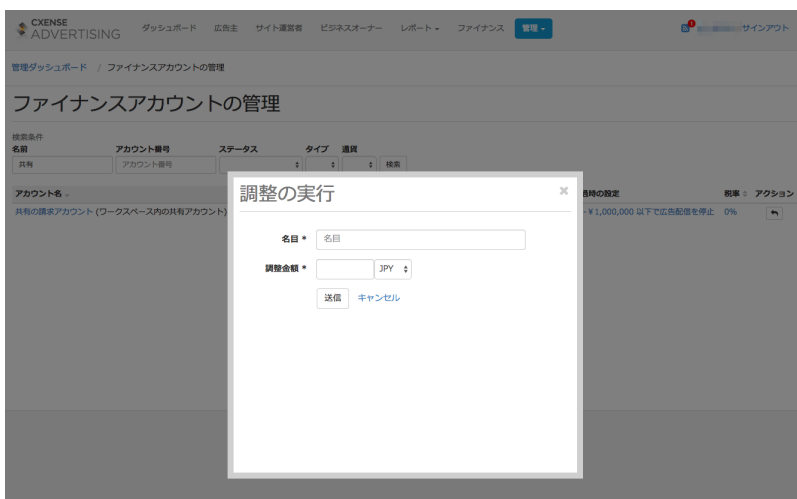 CXENSE
ADVERTISING
ダッシュボード 広告主 サイト運営者 ビジネスオーナー レポート ファイナンス 管理
1 サインアウト
管理ダッシュボード / ファイナンスアカウントの管理
ファイナンスアカウントの管理
検索条件
名前 アカウント番号 ステータス タイプ 通貨
共有 アカウント番号 検索
アカウント名 時の設定 税率 アクション
共有の請求アカウント (ワークスペース内の共有アカウント) -¥1,000,000 以下で広告配信を停止 0%
調整の実行 ×
名目 * 名目
調整金額 * JPY
送信 キャンセル